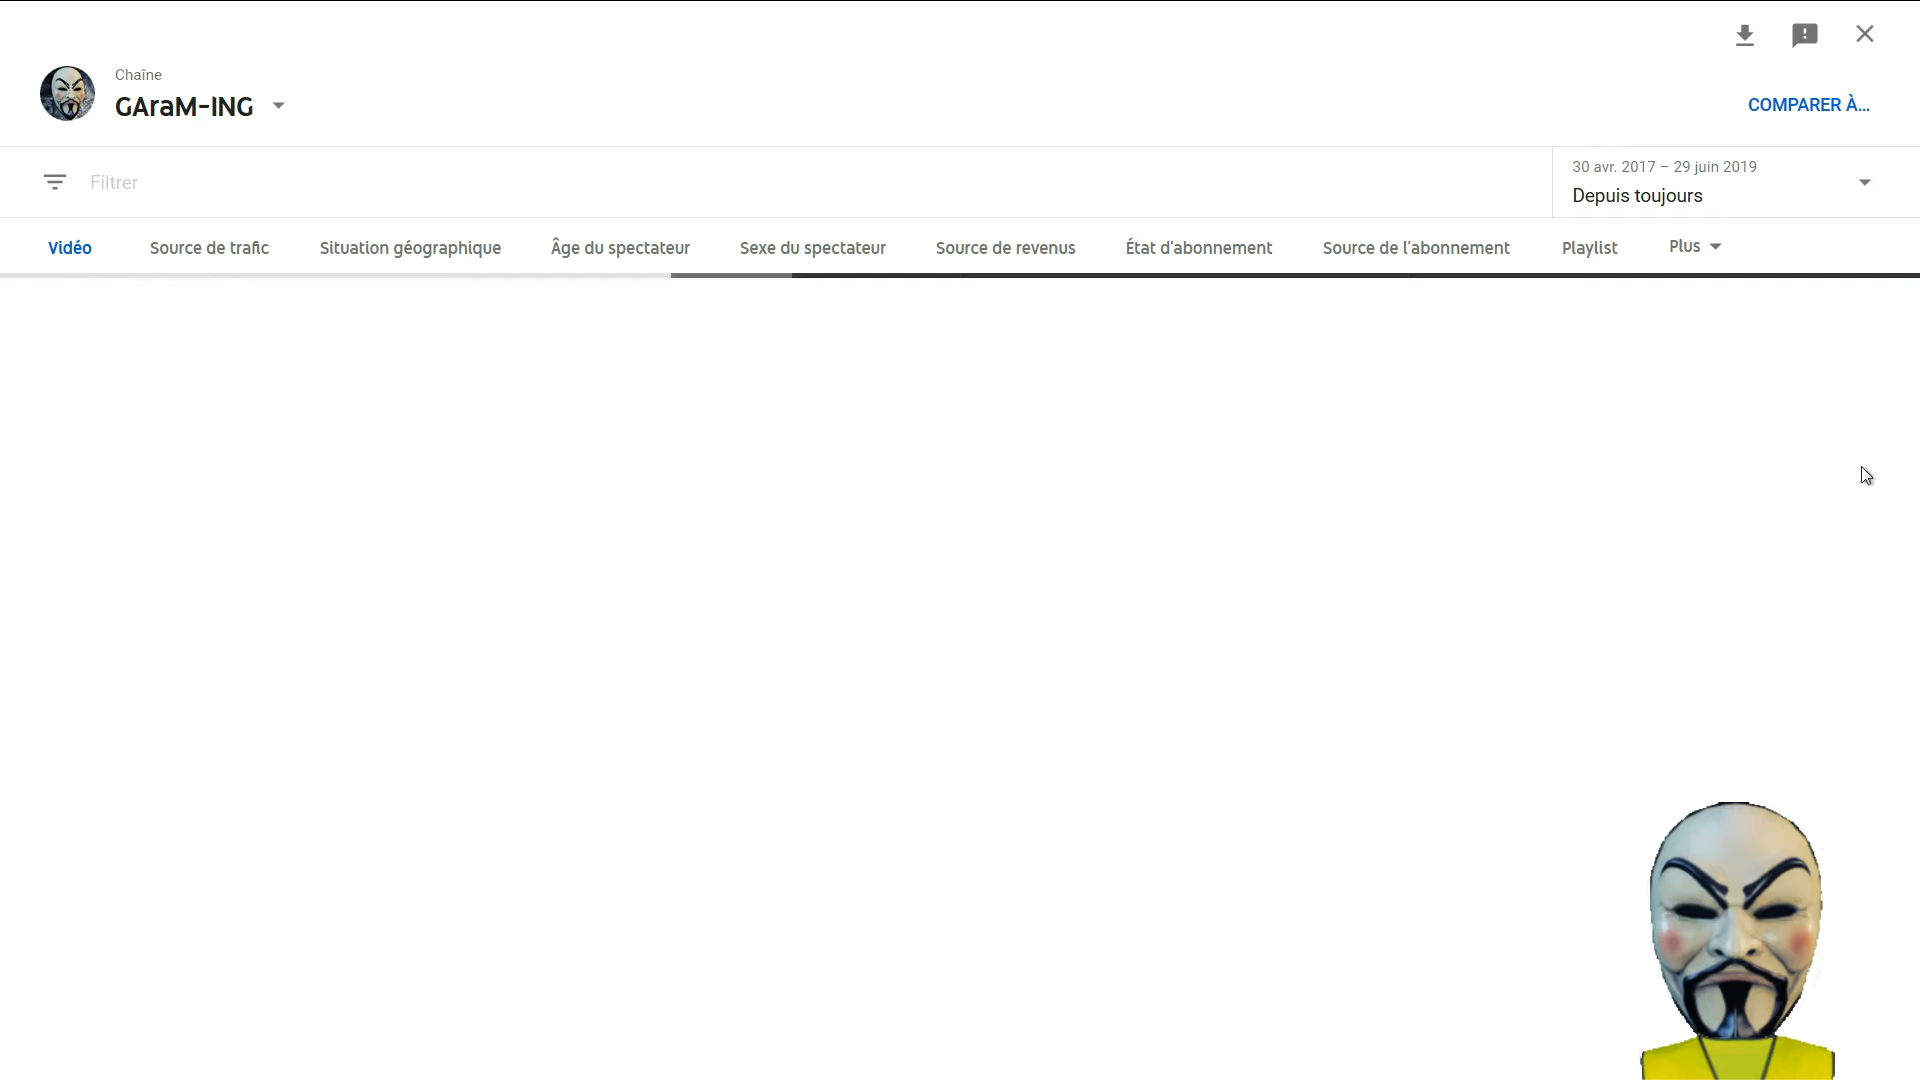 Chaîne
GAraM-ING
COMPARER À...
Filtrer
30 avr. 2017 – 29 juin 2019
Depuis toujours
Vidéo
Source de trafic
Situation géographique
Âge du spectateur
Sexe du spectateur
Source de revenus
État d'abonnement
Source de l'abonnement
Playlist
Plus